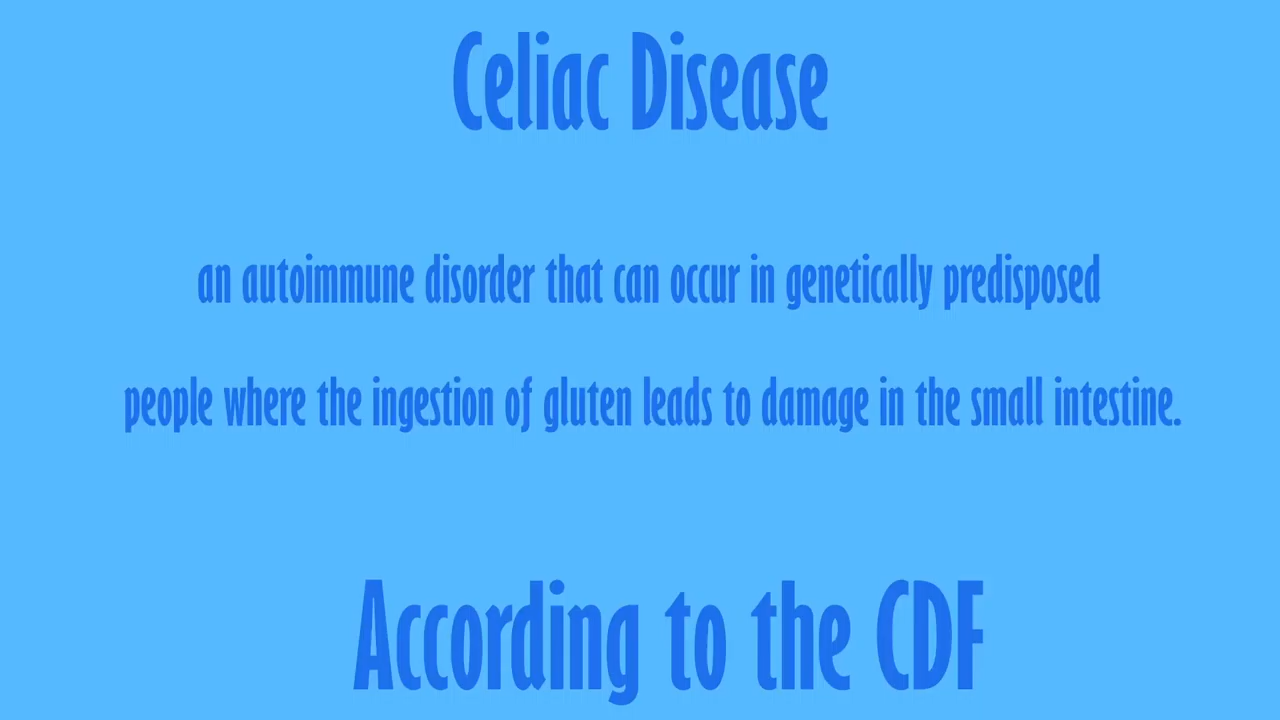 Celiac Disease
an autoimmune disorder that can occur in genetically predisposed
people where the ingestion of gluten leads to damage in the small intestine.
According to the CDF